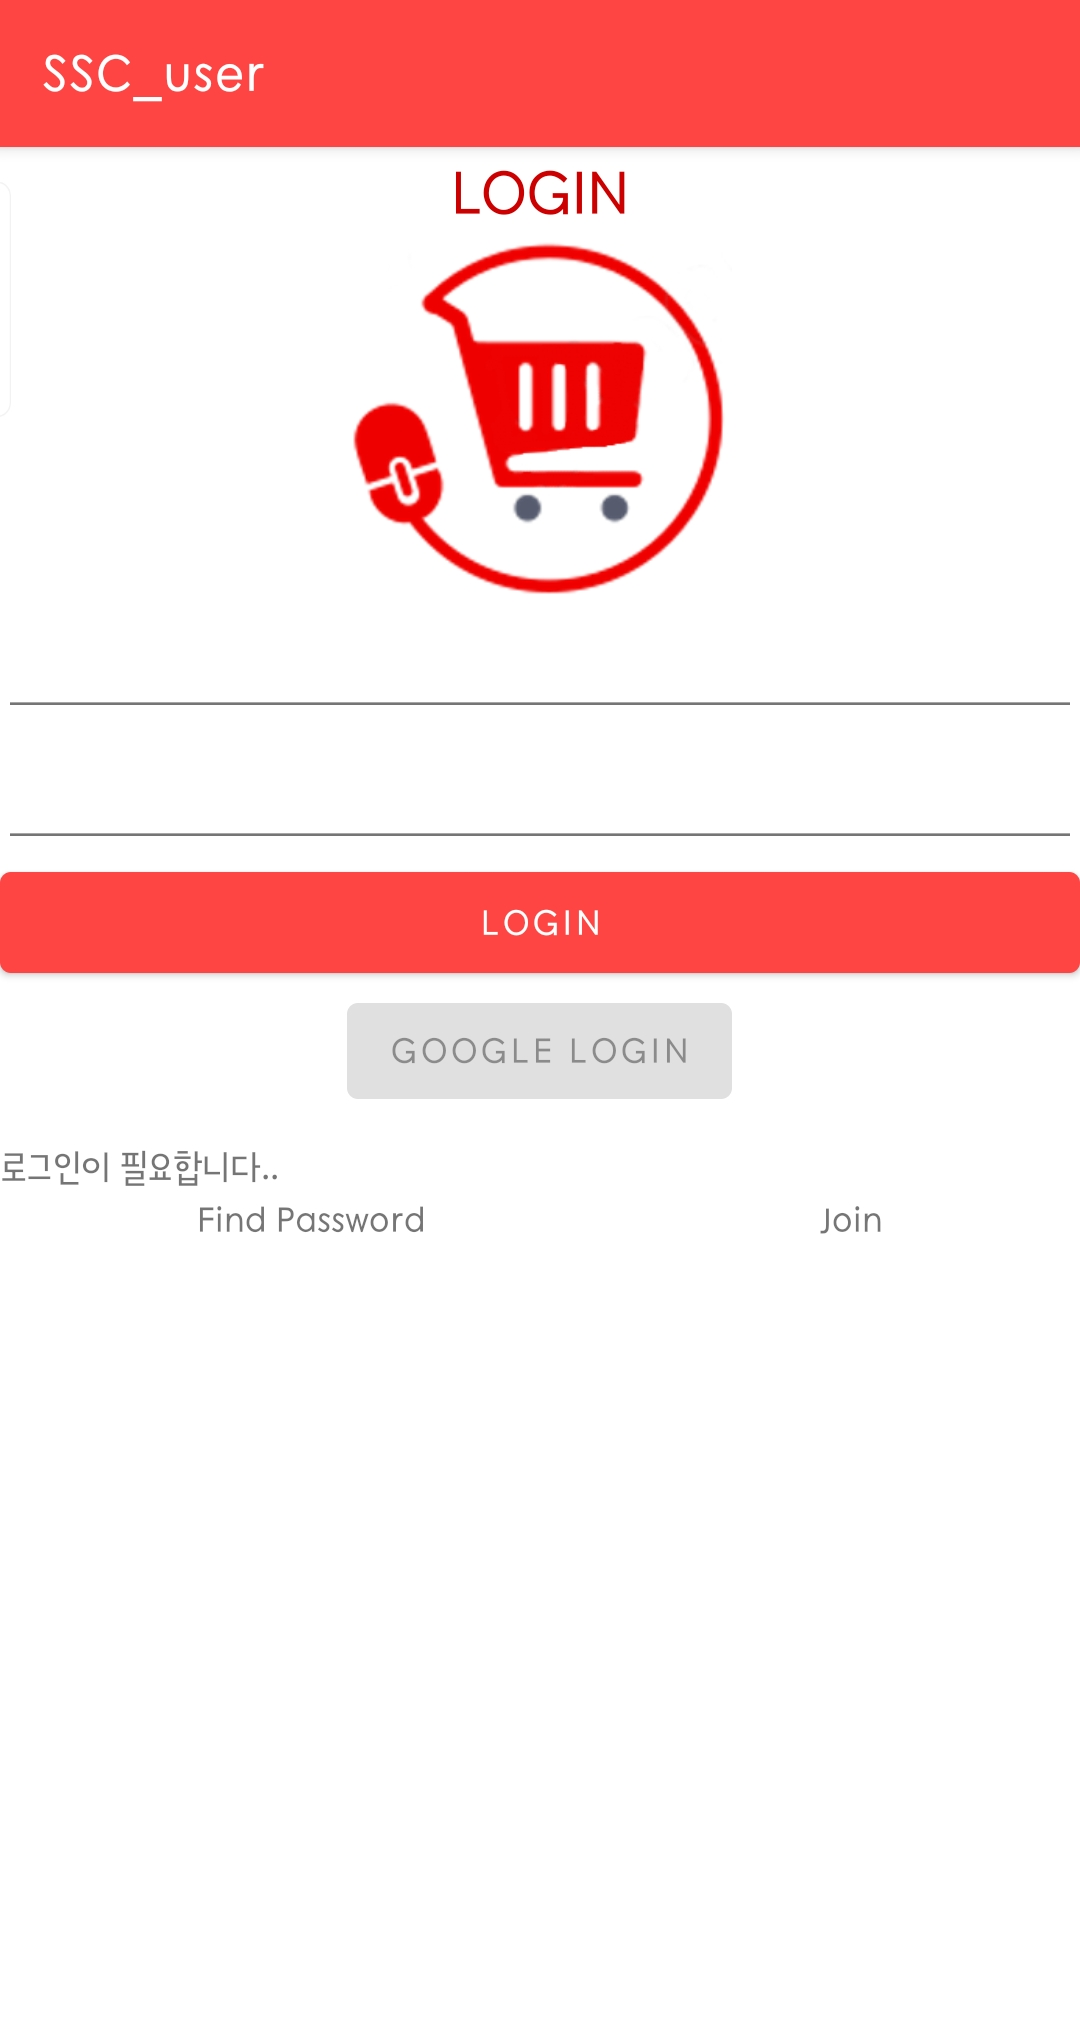 SSC_user
LOGIN
LOGIN
GOOGLE LOGIN
로그인이 필요합니다..
Find Password Join